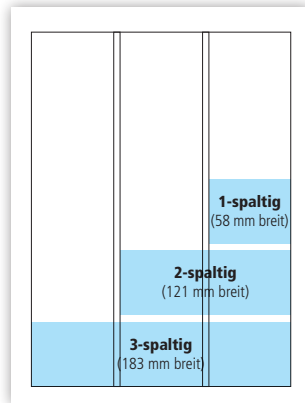 1-spaltig
(58 mm breit)
2-spaltig
(121 mm breit)
3-spaltig
(183 mm breit)